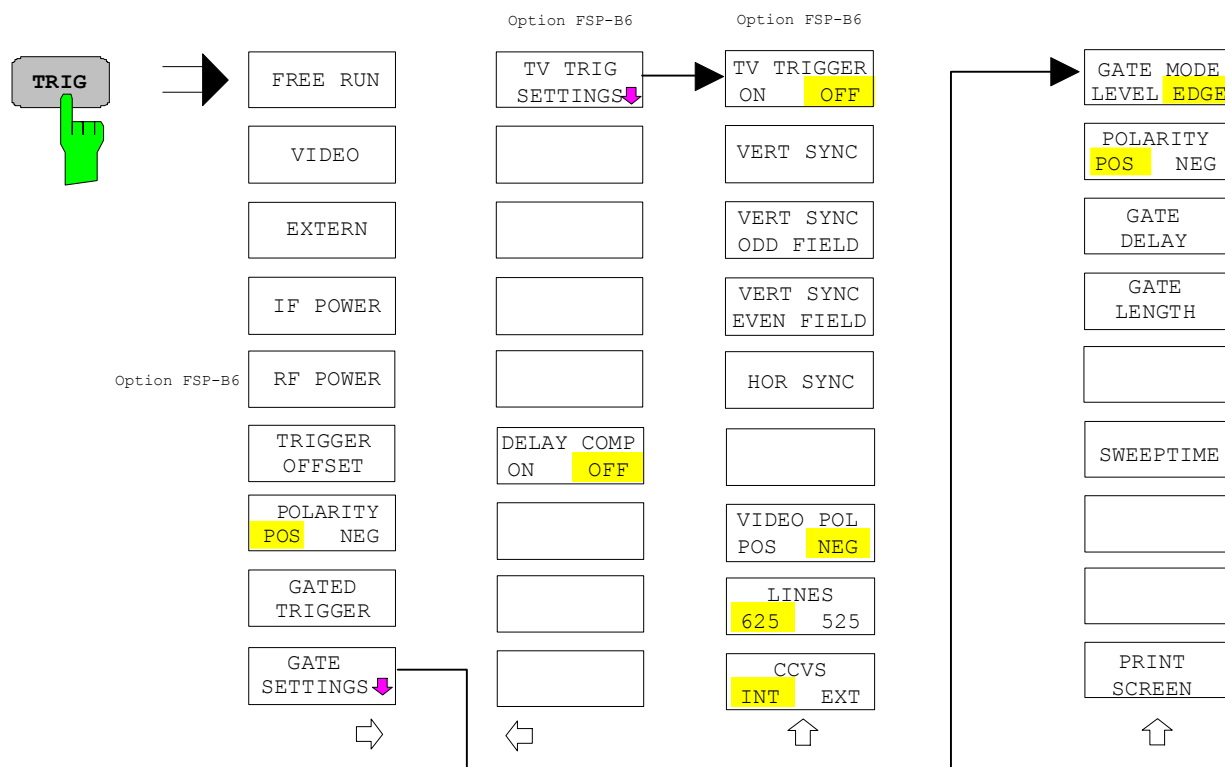 TRIG
Option FSP-B6
FREE RUN
VIDEO
EXTERN
IF POWER
RF POWER
TRIGGER
OFFSET
POLARITY
POS NEG
GATED
TRIGGER
GATE
SETTINGS
Option FSP-B6
TV TRIG
SETTINGS
DELAY COMP
ON OFF
Option FSP-B6
TV TRIGGER
ON OFF
VERT SYNC
VERT SYNC
ODD FIELD
VERT SYNC
EVEN FIELD
HOR SYNC
VIDEO POL
POS NEG
LINES
625 525
CCVS
INT EXT
GATE MODE
LEVEL EDGE
POLARITY
POS NEG
GATE
DELAY
GATE
LENGTH
SWEEPTIME
PRINT
SCREEN